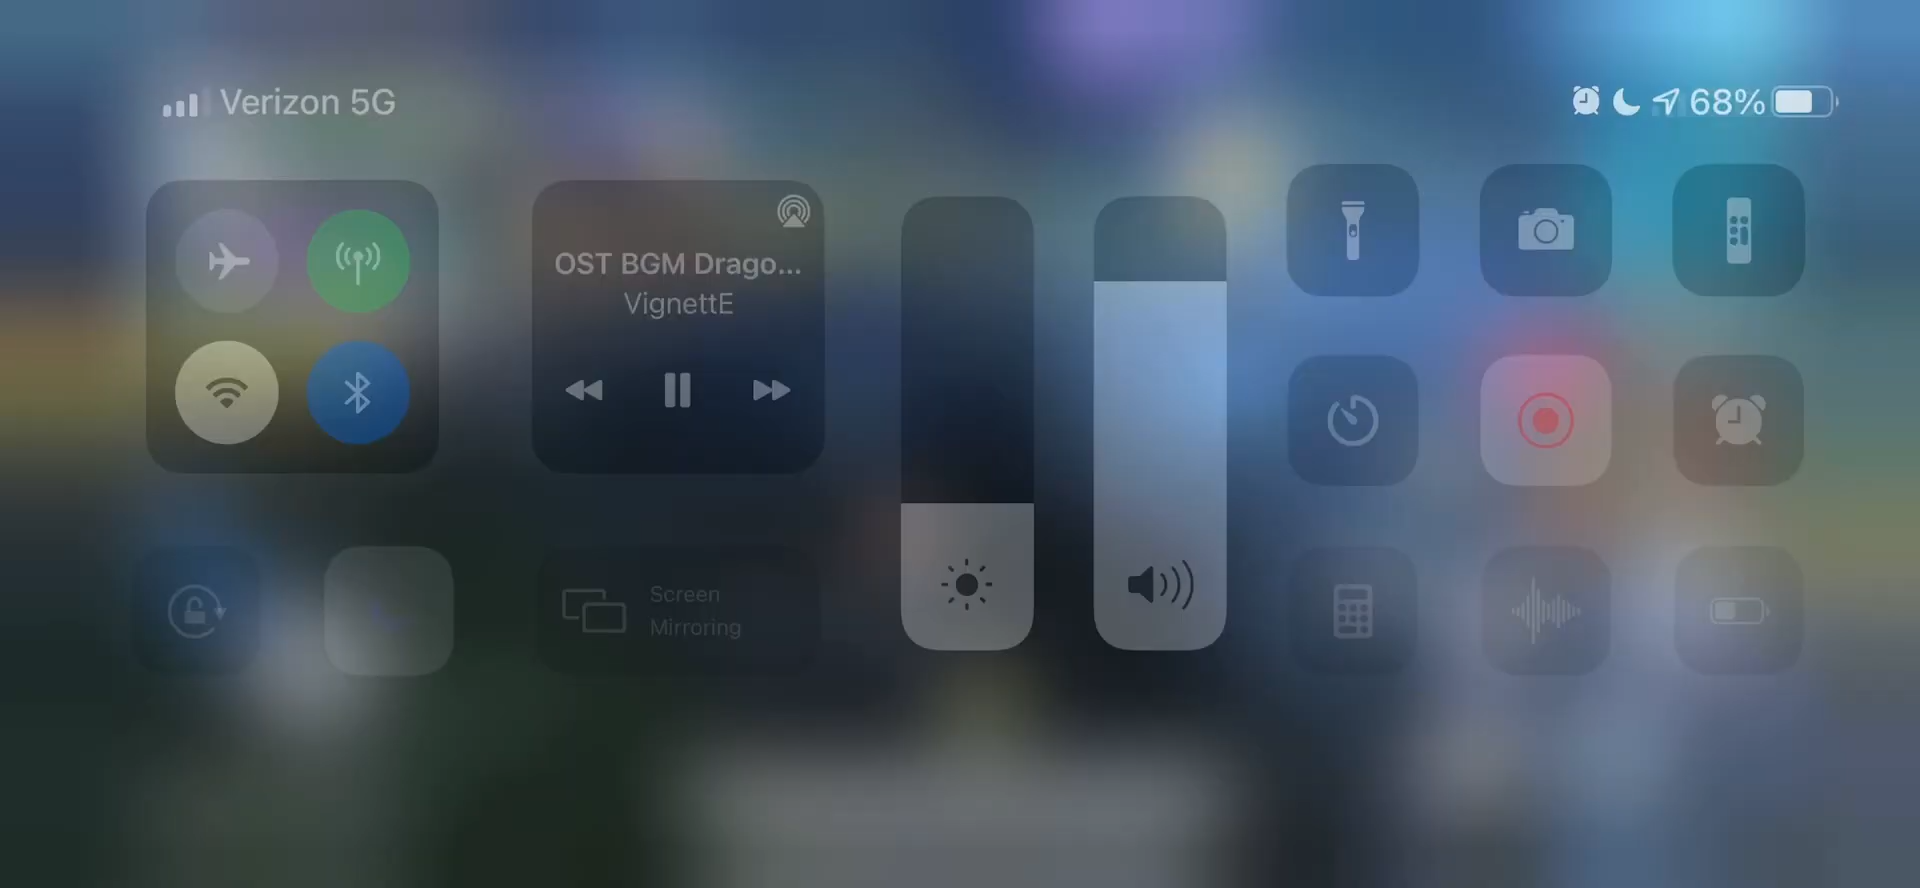 Verizon 5G
68%
OST BGM Drago...
VignettE
Screen
Mirroring